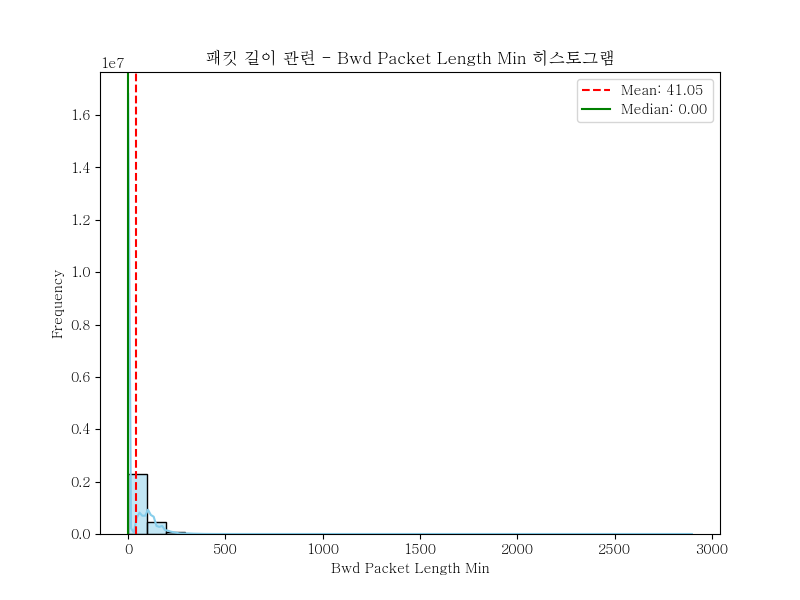 패킷 길이 관련 - Bwd Packet Length Min 히스토그램
1e7
Mean: 41.05
Median: 0.00
1.6
1.4
1.2
1.0
0.8
0.6
0.4
0.2
0.0
Frequency
0 500 1000 1500 2000 2500 3000
Bwd Packet Length Min